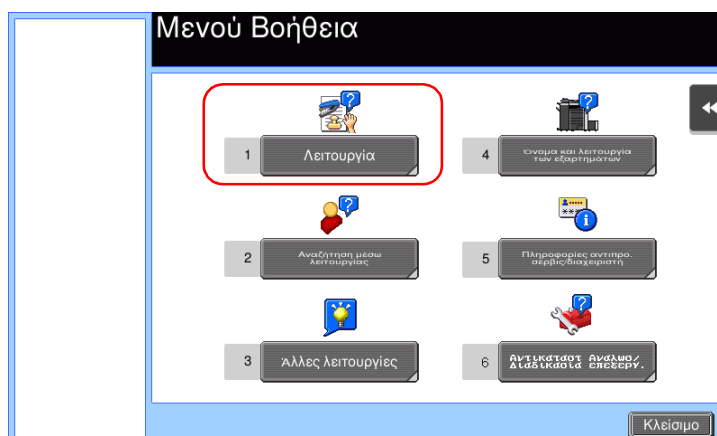 Μενού Βοήθεια
1
Λειτουργία
4
Όνομα και λειτουργία
των εξαρτημάτων
2
Αναζήτηση μέσω
λειτουργίας
5
Πληροφορίες αντιπρο.
σέρβις/διαχειριστή
3
Άλλες λειτουργίες
6
Αντικατάστ Αναλωσ/
Διαδικασία επεξεργ.
Κλείσιμο